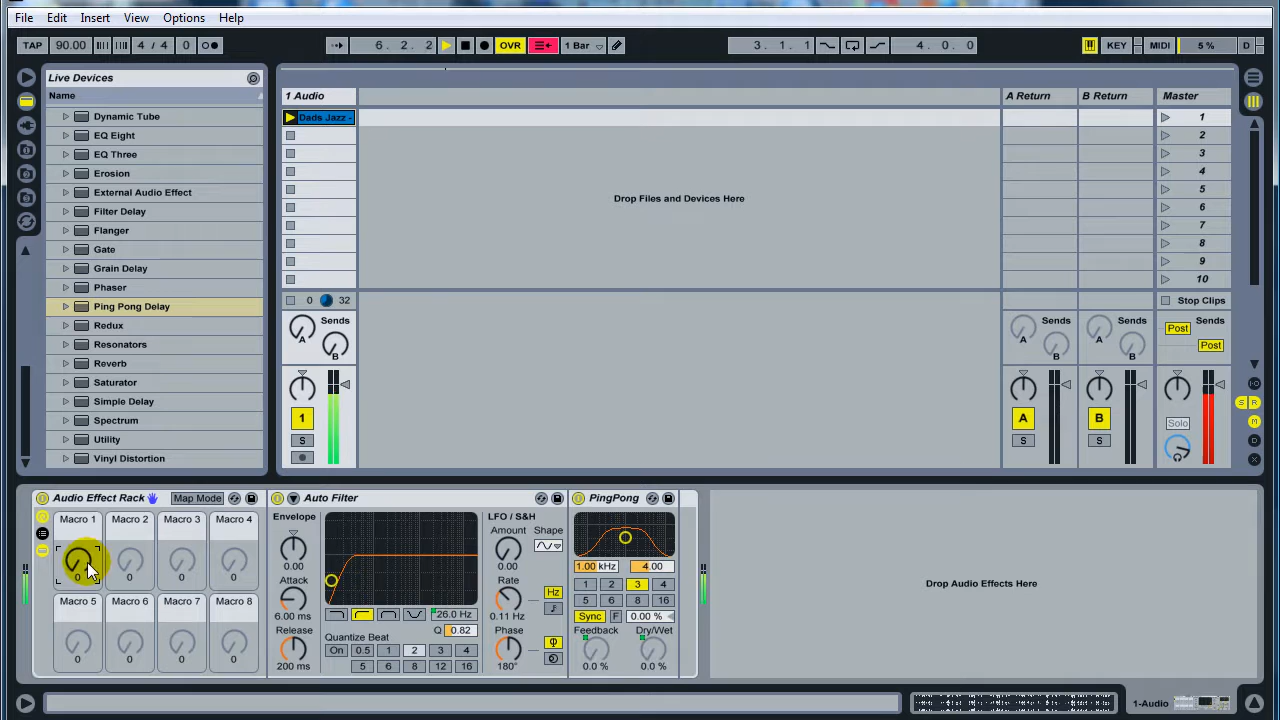 File Edit Insert View Options Help
TAP 90.00 4 / 4 0 6. 2. 2 OVR 1 Bar 3. 1. 1 4. 0. 0 KEY MIDI 5 % D
Live Devices
Name
Dynamic Tube
EQ Eight
EQ Three
Erosion
External Audio Effect
Filter Delay
Flanger
Gate
Grain Delay
Phaser
Ping Pong Delay
Redux
Resonators
Reverb
Saturator
Simple Delay
Spectrum
Utility
Vinyl Distortion
1 Audio A Return B Return Master
Dads Jazz - 1
2
3
4
5
6
7
8
9
10
Drop Files and Devices Here
0 32 Stop Clips
Sends Sends Sends Sends
A A A Post
B B B Post
1 A B Solo
S S S
S R
M
D
X
Audio Effect Rack Map Mode
Macro 1 Macro 2 Macro 3 Macro 4
0 0 0 0
Macro 5 Macro 6 Macro 7 Macro 8
0 0 0 0
Auto Filter
Envelope
0.00
Attack
6.00 ms
Release
200 ms
26.0 Hz
Q 0.82
Quantize Beat
On 0.5 1 2 3 4
5 6 8 12 16
LFO / S&H
Amount Shape
0.00
Rate
Hz
0.11 Hz
Phase
180°
PingPong
1.00 kHz 4.00
1 2 3 4
5 6 8 16
Sync F 0.00 %
Feedback Dry/Wet
0.0 % 0.0 %
Drop Audio Effects Here
1-Audio